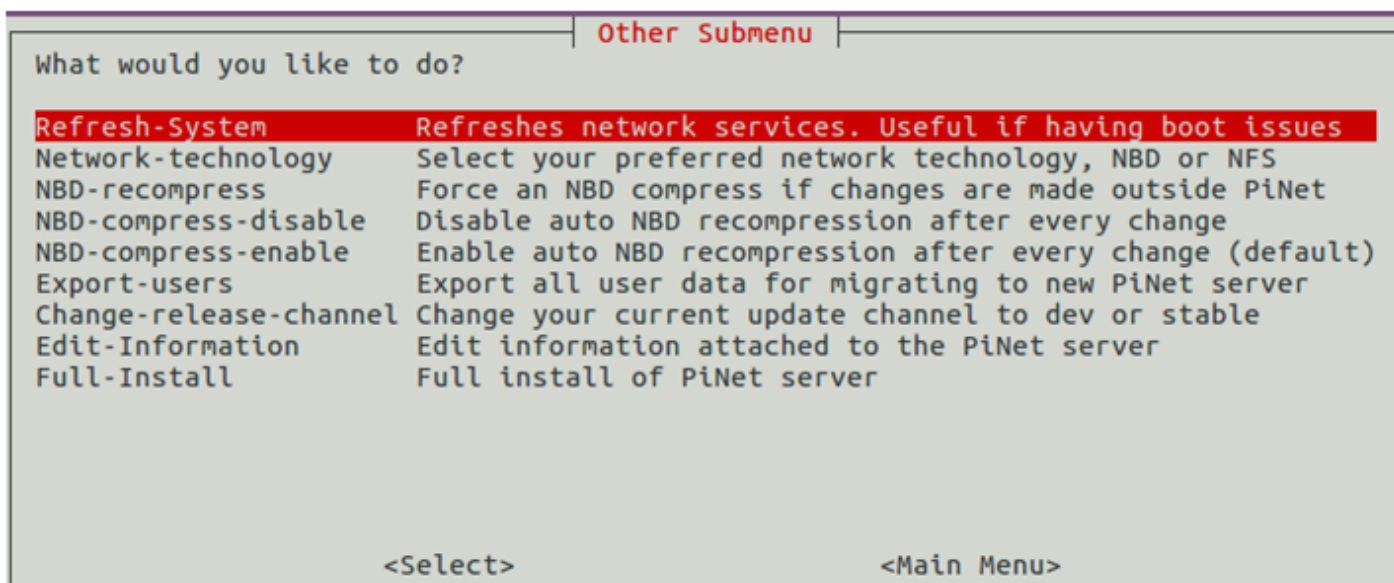 Other Submenu
What would you like to do?
Refresh-System Refreshes network services. Useful if having boot issues
Network-technology Select your preferred network technology, NBD or NFS
NBD-recompress Force an NBD compress if changes are made outside PiNet
NBD-compress-disable Disable auto NBD recompression after every change
NBD-compress-enable Enable auto NBD recompression after every change (default)
Export-users Export all user data for migrating to new PiNet server
Change-release-channel Change your current update channel to dev or stable
Edit-Information Edit information attached to the PiNet server
Full-Install Full install of PiNet server
<Select> <Main Menu>